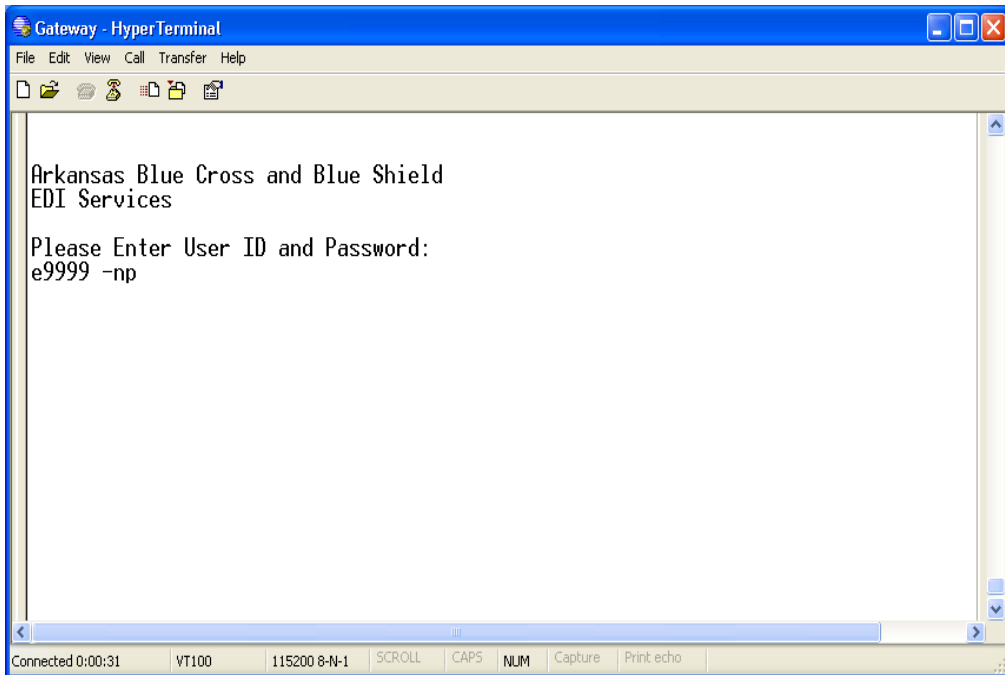 Gateway - HyperTerminal
File Edit View Call Transfer Help
Arkansas Blue Cross and Blue Shield
EDI Services
Please Enter User ID and Password:
e9999 -np
Connected 0:00:31 VT100 115200 8-N-1 SCROLL CAPS NUM Capture Print echo